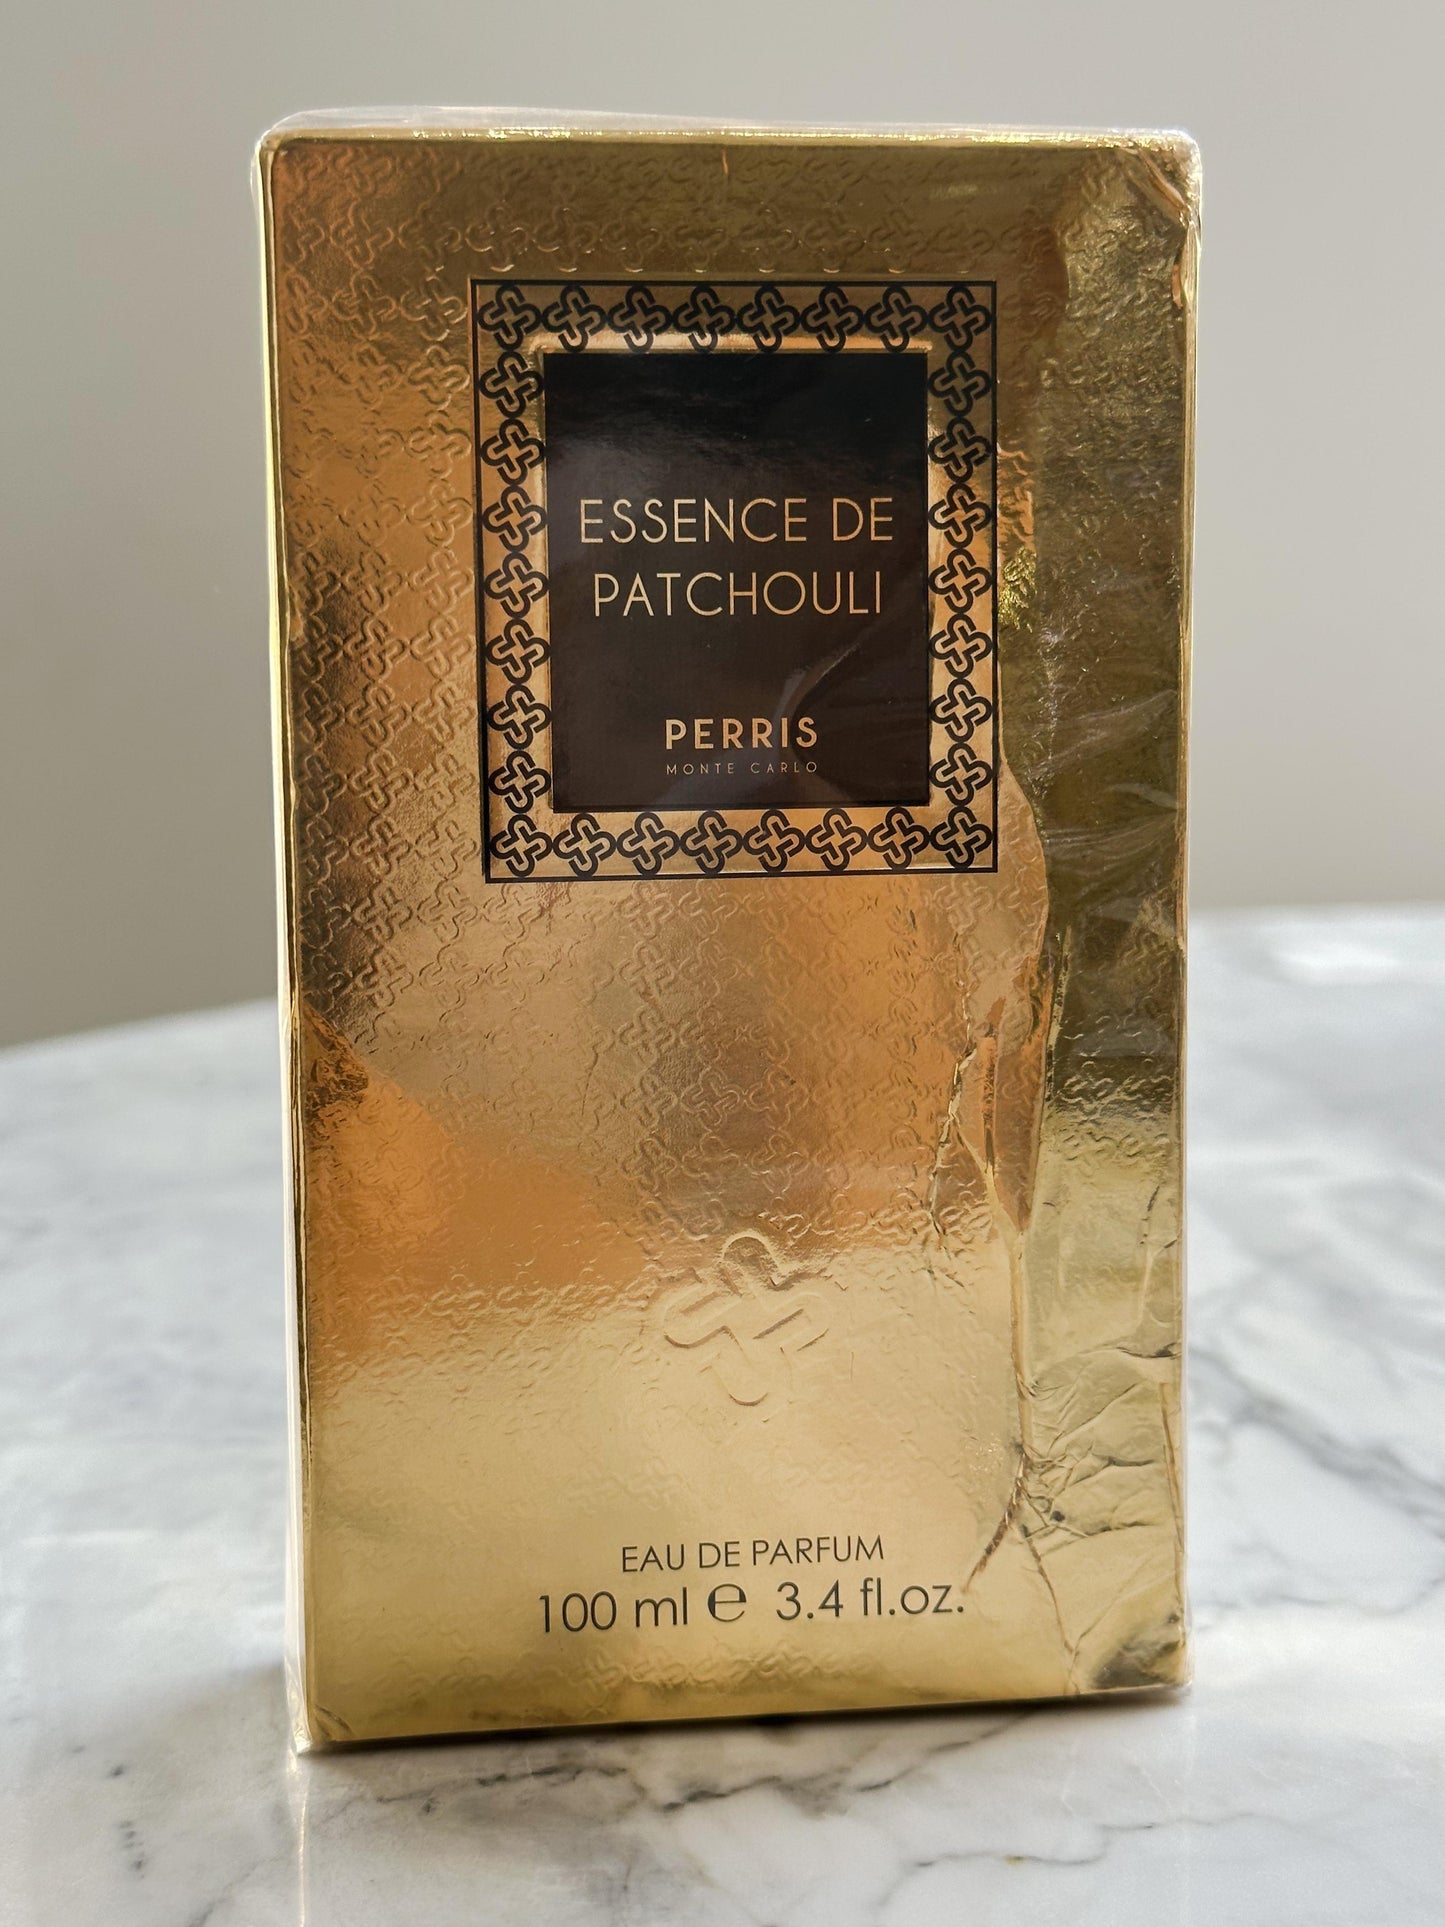 ESSENCE DE
PATCHOULI
PERRIS
MONTE CARLO
EAU DE PARFUM
100 ml ℮ 3.4 fl.oz.